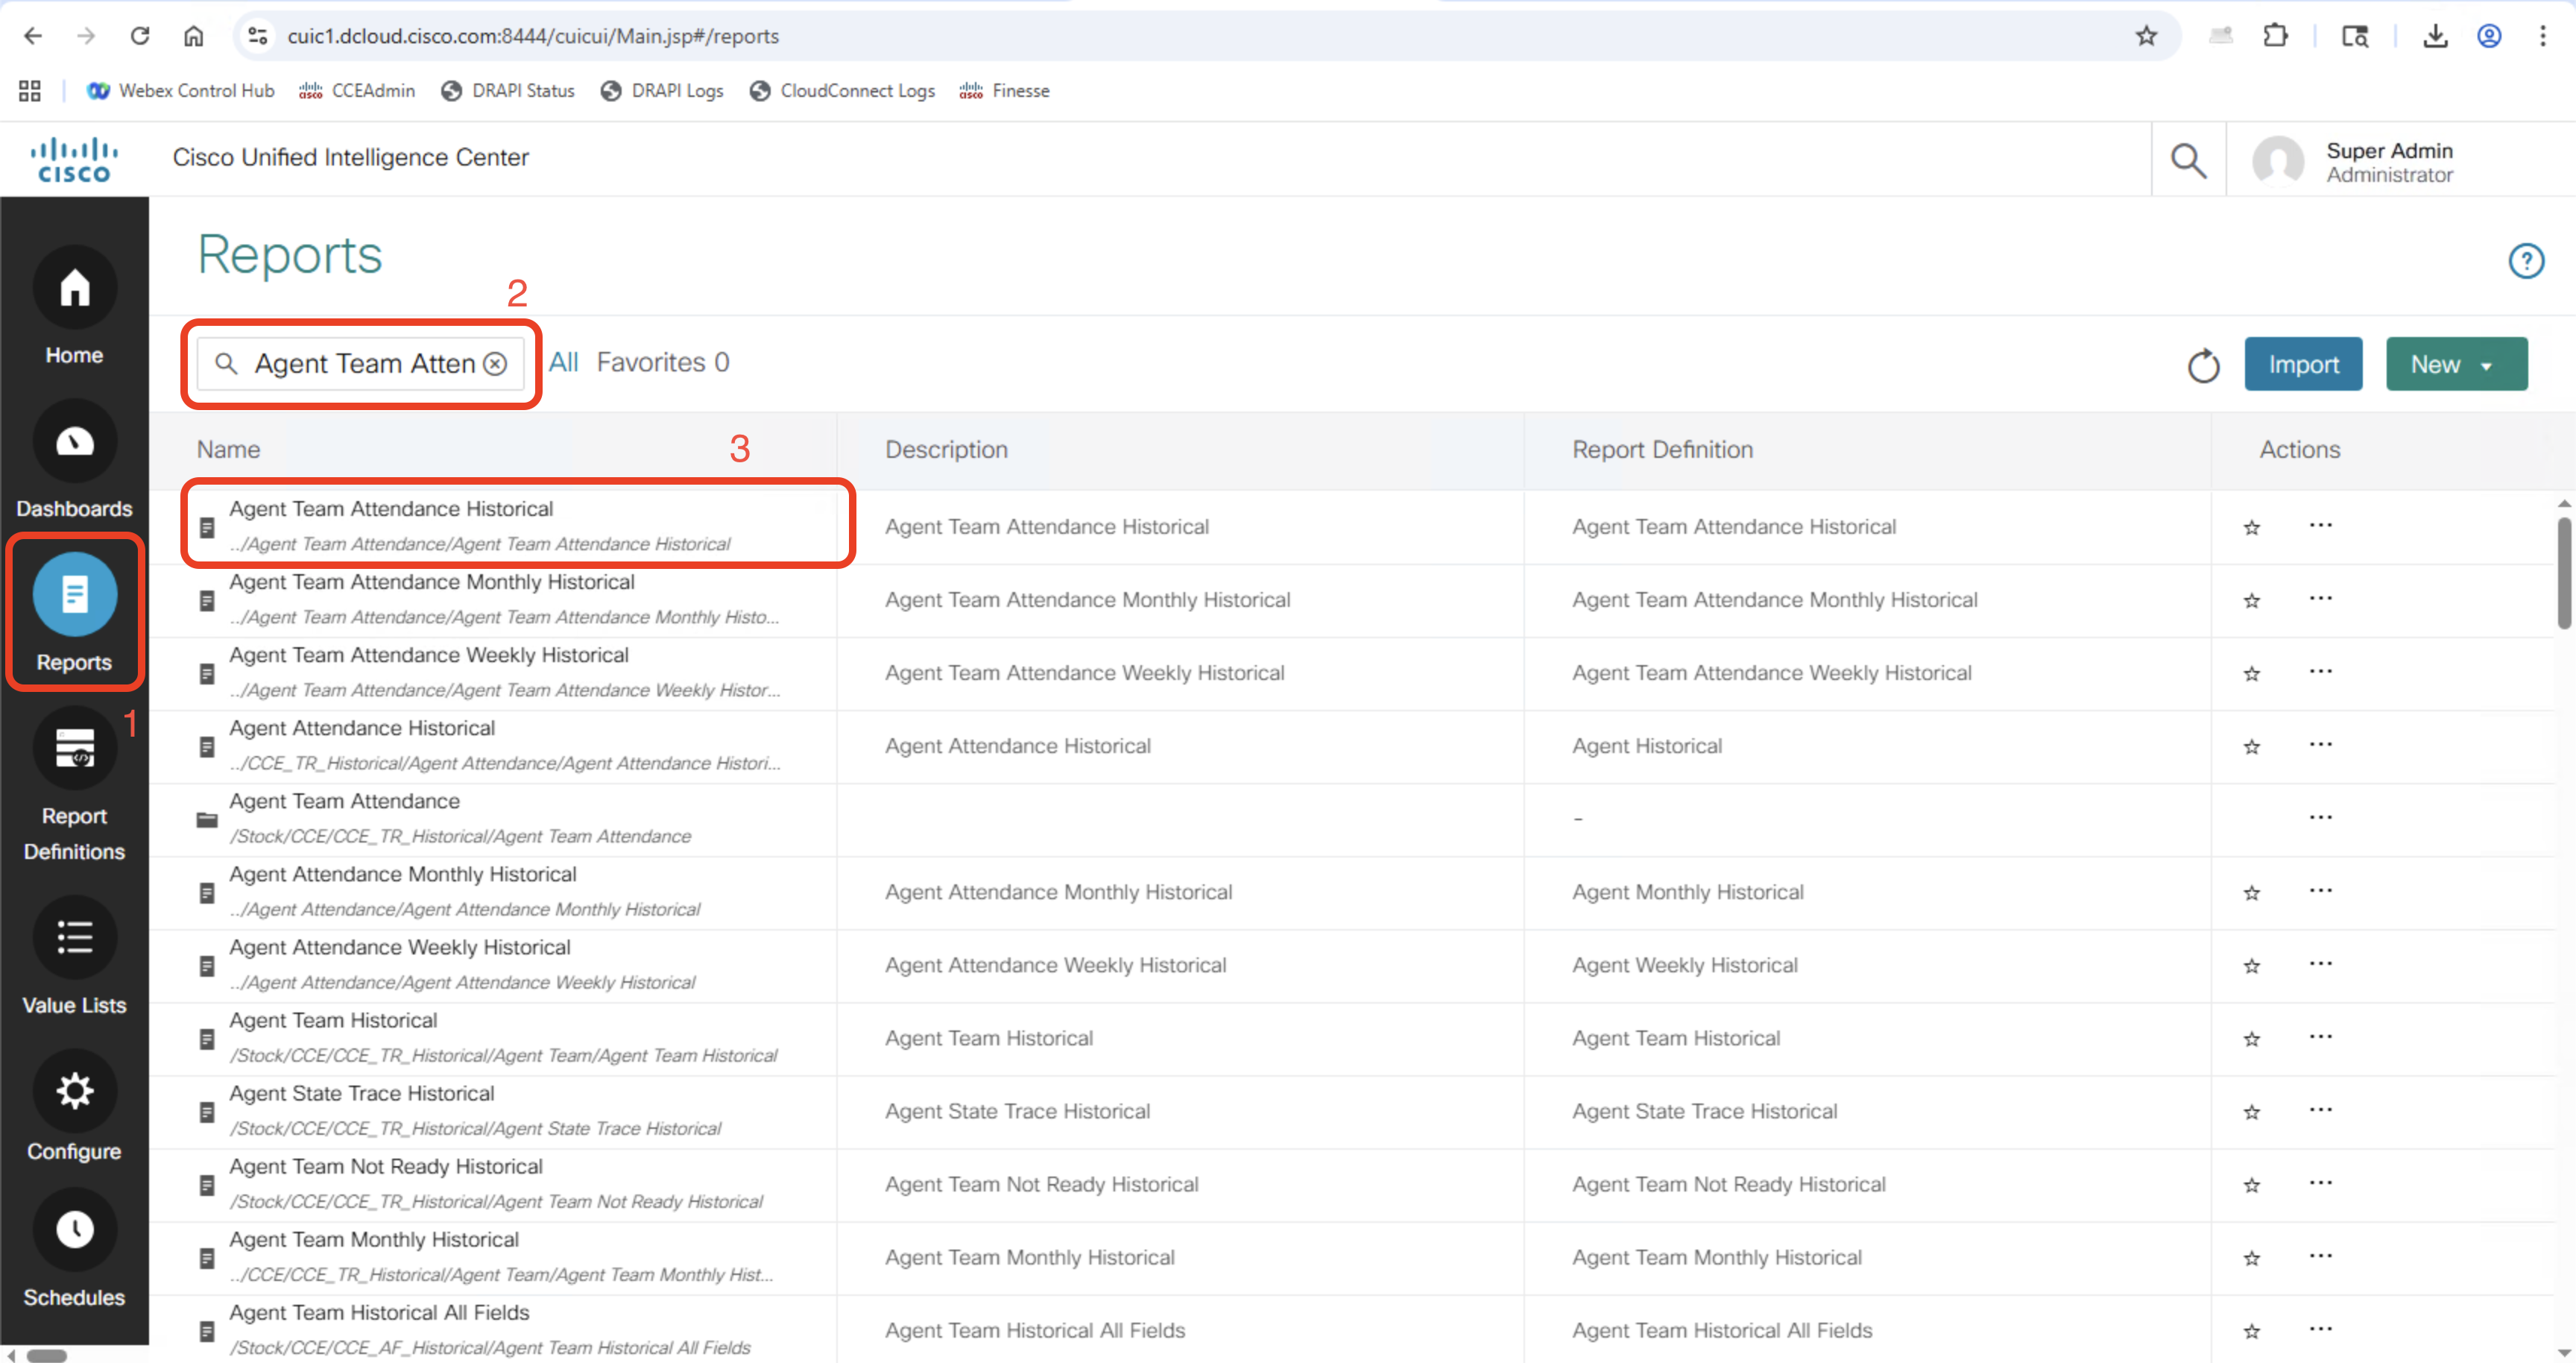 cuic1.dcloud.cisco.com:8444/cuicui/Main.jsp#/reports
Webex Control Hub CCEAdmin DRAPI Status DRAPI Logs CloudConnect Logs Finesse
CISCO
Cisco Unified Intelligence Center
Super Admin
Administrator
Reports
2
Agent Team Atten
All Favorites 0
Import
New
Name
3
Description
Report Definition
Actions
Home
Dashboards
Reports
1
Report
Definitions
Value Lists
Configure
Schedules
Agent Team Attendance Historical
../Agent Team Attendance/Agent Team Attendance Historical
Agent Team Attendance Historical
Agent Team Attendance Historical
Agent Team Attendance Monthly Historical
../Agent Team Attendance/Agent Team Attendance Monthly Histo...
Agent Team Attendance Monthly Historical
Agent Team Attendance Monthly Historical
Agent Team Attendance Weekly Historical
../Agent Team Attendance/Agent Team Attendance Weekly Histor...
Agent Team Attendance Weekly Historical
Agent Team Attendance Weekly Historical
Agent Attendance Historical
../CCE_TR_Historical/Agent Attendance/Agent Attendance Histori...
Agent Attendance Historical
Agent Historical
Agent Team Attendance
/Stock/CCE/CCE_TR_Historical/Agent Team Attendance
-
Agent Attendance Monthly Historical
../Agent Attendance/Agent Attendance Monthly Historical
Agent Attendance Monthly Historical
Agent Monthly Historical
Agent Attendance Weekly Historical
../Agent Attendance/Agent Attendance Weekly Historical
Agent Attendance Weekly Historical
Agent Weekly Historical
Agent Team Historical
/Stock/CCE/CCE_TR_Historical/Agent Team/Agent Team Historical
Agent Team Historical
Agent Team Historical
Agent State Trace Historical
/Stock/CCE/CCE_TR_Historical/Agent State Trace Historical
Agent State Trace Historical
Agent State Trace Historical
Agent Team Not Ready Historical
/Stock/CCE/CCE_TR_Historical/Agent Team Not Ready Historical
Agent Team Not Ready Historical
Agent Team Not Ready Historical
Agent Team Monthly Historical
../CCE/CCE_TR_Historical/Agent Team/Agent Team Monthly Hist...
Agent Team Monthly Historical
Agent Team Monthly Historical
Agent Team Historical All Fields
/Stock/CCE/CCE_AF_Historical/Agent Team Historical All Fields
Agent Team Historical All Fields
Agent Team Historical All Fields